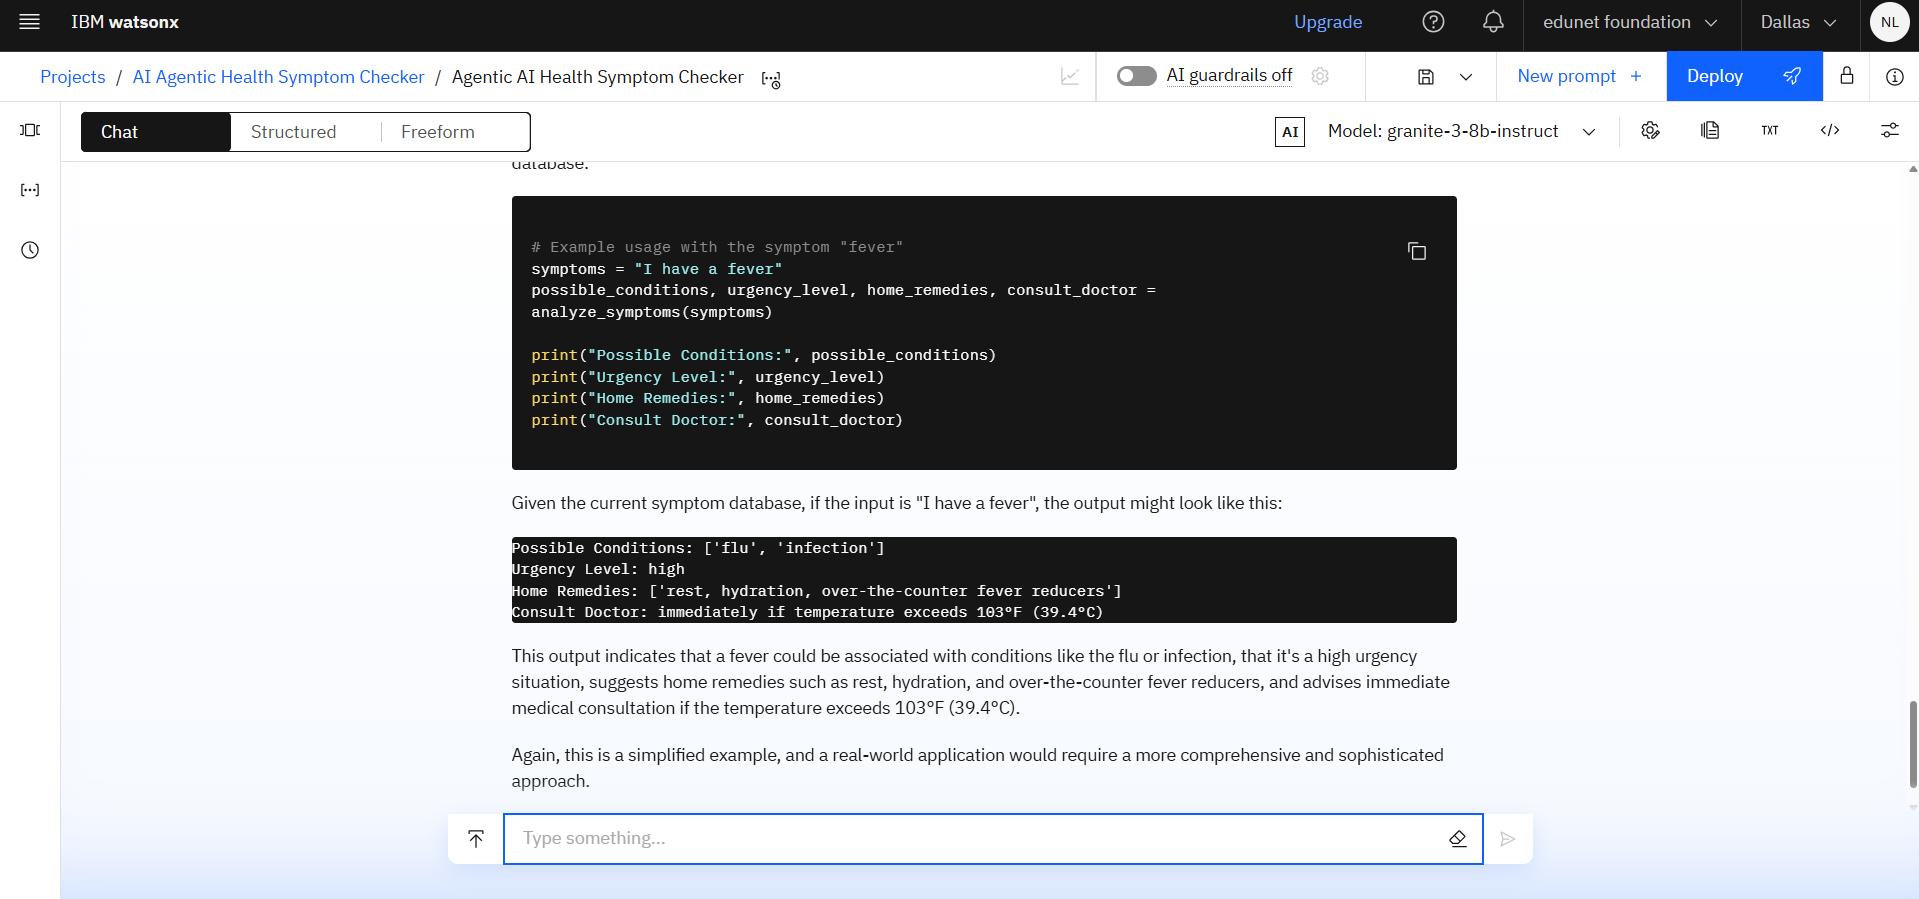 IBM watsonx
Upgrade
edunet foundation
Dallas
NL
Projects / AI Agentic Health Symptom Checker / Agentic AI Health Symptom Checker
AI guardrails off
New prompt +
Deploy
Chat
Structured
Freeform
AI
Model: granite-3-8b-instruct
TXT
</>
database.
# Example usage with the symptom "fever"
symptoms = "I have a fever"
possible_conditions, urgency_level, home_remedies, consult_doctor =
analyze_symptoms(symptoms)
print("Possible Conditions:", possible_conditions)
print("Urgency Level:", urgency_level)
print("Home Remedies:", home_remedies)
print("Consult Doctor:", consult_doctor)
Given the current symptom database, if the input is "I have a fever", the output might look like this:
Possible Conditions: ['flu', 'infection']
Urgency Level: high
Home Remedies: ['rest, hydration, over-the-counter fever reducers']
Consult Doctor: immediately if temperature exceeds 103°F (39.4°C)
This output indicates that a fever could be associated with conditions like the flu or infection, that it's a high urgency
situation, suggests home remedies such as rest, hydration, and over-the-counter fever reducers, and advises immediate
medical consultation if the temperature exceeds 103°F (39.4°C).
Again, this is a simplified example, and a real-world application would require a more comprehensive and sophisticated
approach.
Type something...